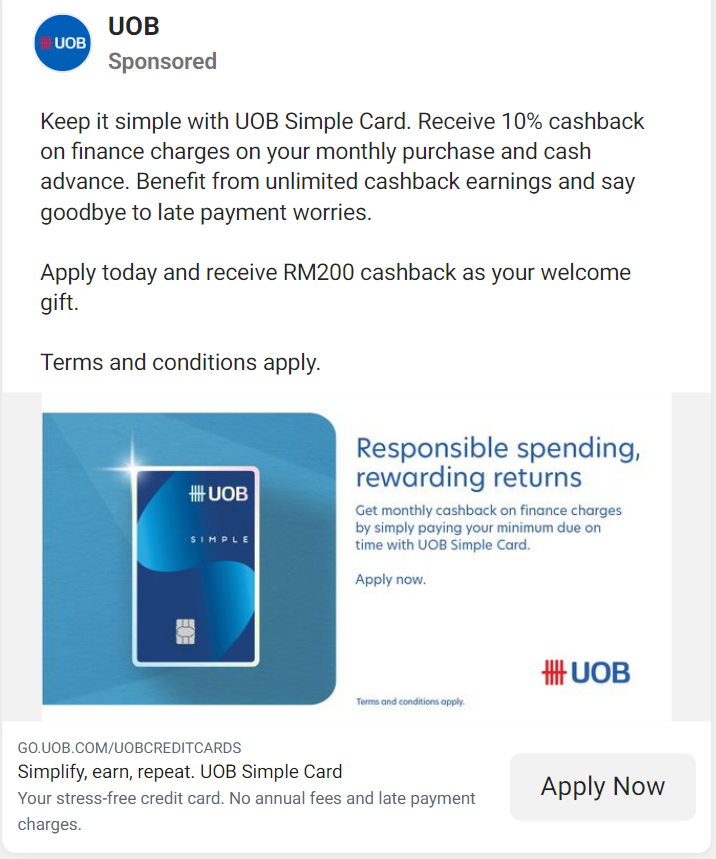 UOB
UOB
Sponsored
Keep it simple with UOB Simple Card. Receive 10% cashback
on finance charges on your monthly purchase and cash
advance. Benefit from unlimited cashback earnings and say
goodbye to late payment worries.
Apply today and receive RM200 cashback as your welcome
gift.
Terms and conditions apply.
UOB
SIMPLE
Responsible spending,
rewarding returns
Get monthly cashback on finance charges
by simply paying your minimum due on
time with UOB Simple Card.
Apply now.
UOB
Terms and conditions apply.
GO.UOB.COM/UOBCREDITCARDS
Simplify, earn, repeat. UOB Simple Card
Your stress-free credit card. No annual fees and late payment
charges.
Apply Now